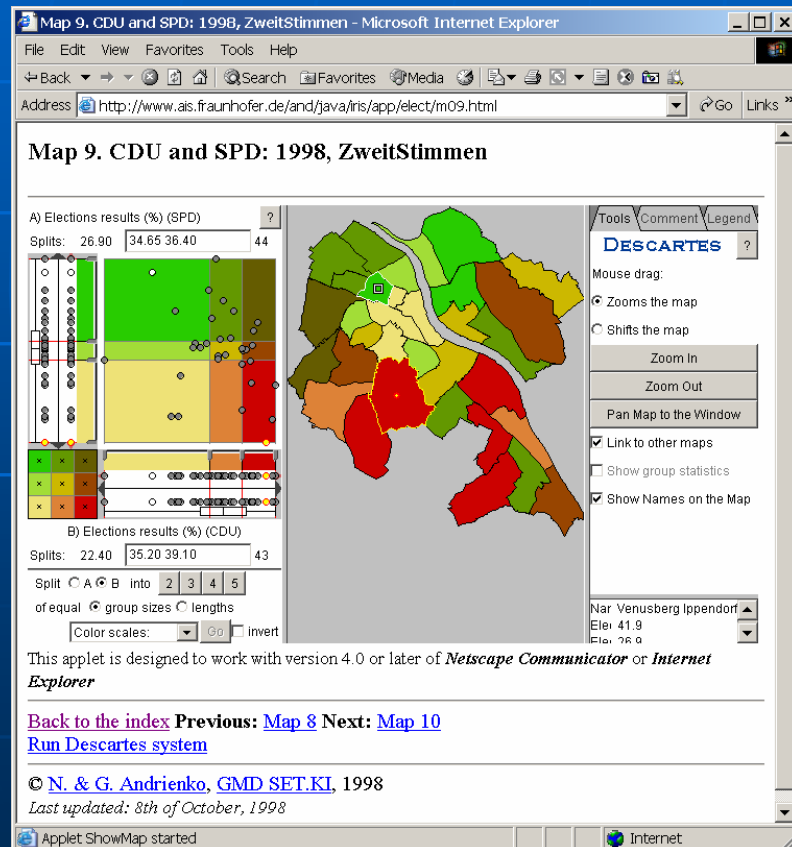 Map 9. CDU and SPD: 1998, ZweitStimmen - Microsoft Internet Explorer
File Edit View Favorites Tools Help
Back Search Favorites Media
Address http://www.ais.fraunhofer.de/and/java/iris/app/elect/m09.html Go Links »
Map 9. CDU and SPD: 1998, ZweitStimmen
A) Elections results (%) (SPD) ?
Splits: 26.90 34.65 36.40 44
B) Elections results (%) (CDU)
Splits: 22.40 35.20 39.10 43
Split A B into 2 3 4 5
of equal group sizes lengths
Color scales: Go invert
Tools Comment Legend
DESCARTES ?
Mouse drag:
Zooms the map
Shifts the map
Zoom In
Zoom Out
Pan Map to the Window
Link to other maps
Show group statistics
Show Names on the Map
Nar Venusberg Ippendorf
Ele 41.9
Ele 26.9
This applet is designed to work with version 4.0 or later of Netscape Communicator or Internet
Explorer
Back to the index Previous: Map 8 Next: Map 10
Run Descartes system
© N. & G. Andrienko, GMD SET.KI, 1998
Last updated: 8th of October, 1998
Applet ShowMap started Internet